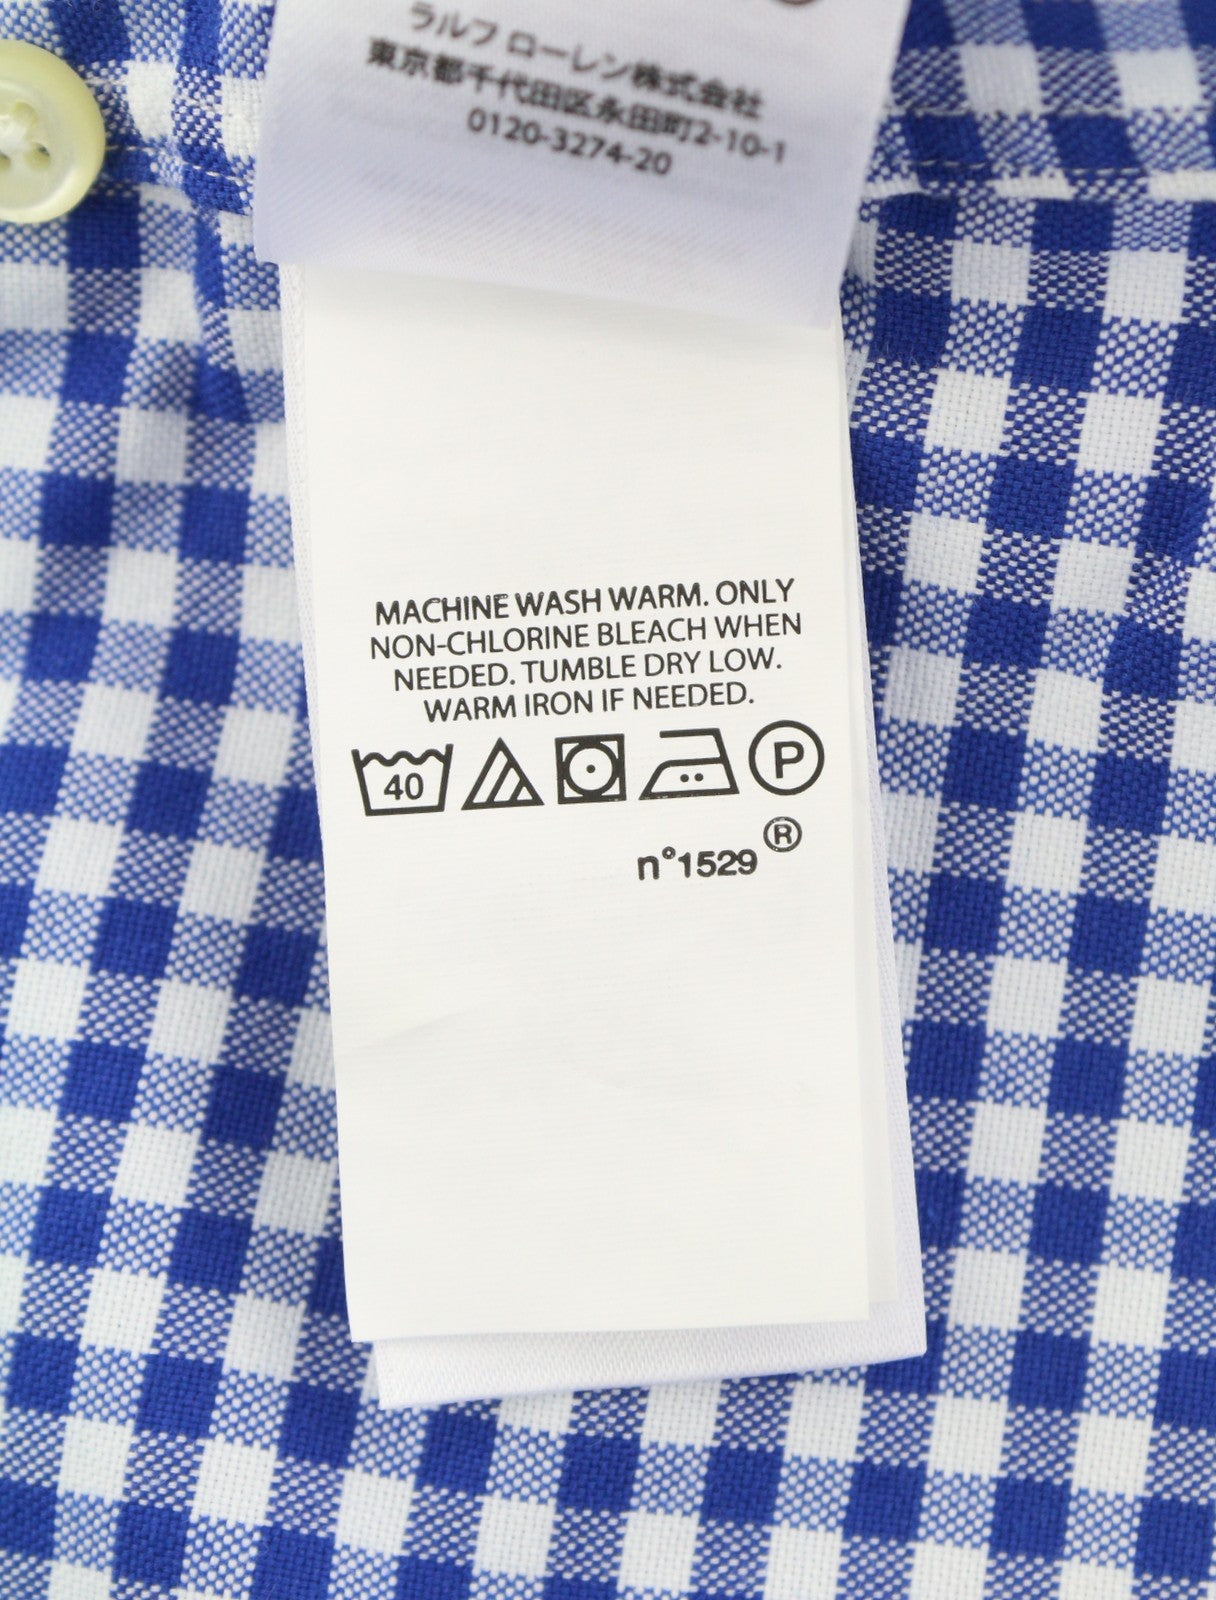 ラルフ ローレン株式会社
東京都千代田区永田町2-10-1
0120-3274-20
MACHINE WASH WARM. ONLY
NON-CHLORINE BLEACH WHEN
NEEDED. TUMBLE DRY LOW.
WARM IRON IF NEEDED.
40 P
n°1529 ®